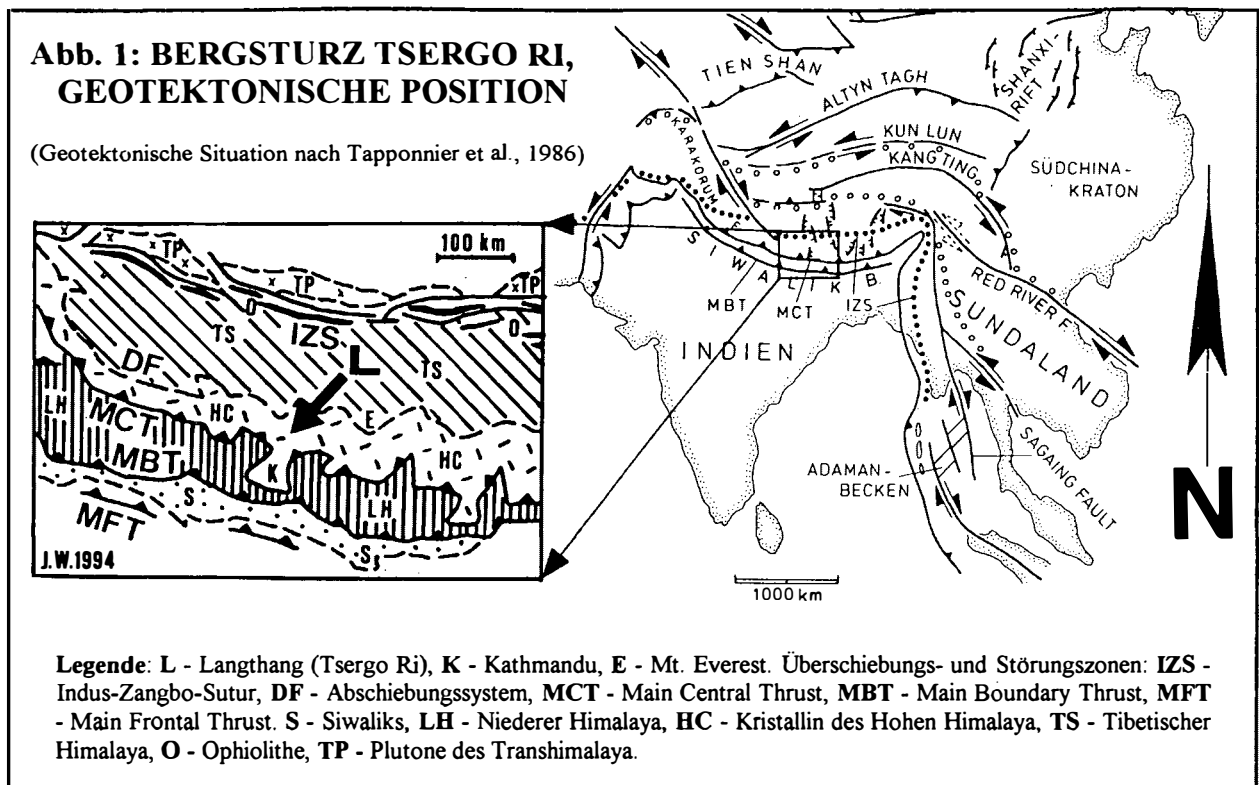 Abb. 1: BERGSTURZ TSERGO RI,
GEOTEKTONISCHE POSITION
(Geotektonische Situation nach Tapponnier et al., 1986)
100 km
TP
TP
TP
O
O
TS
IZS
TS
L
DF
HC
E
HC
LH
MCT
MBT
K
LH
S
MFT
S
J.W.1994
TIEN SHAN
SHANXI-
RIFT
ALTYN TAGH
KARAKORUM F.
KUN LUN
KANG TING
SÜDCHINA-
KRATON
SIWALIK B.
MBT
MCT
IZS
RED RIVER F.
INDIEN
SUNDALAND
ADAMAN-
BECKEN
SAGAING FAULT
1000 km
N
Legende: L - Langthang (Tsergo Ri), K - Kathmandu, E - Mt. Everest. Überschiebungs- und Störungszonen: IZS -
Indus-Zangbo-Sutur, DF - Abschiebungssystem, MCT - Main Central Thrust, MBT - Main Boundary Thrust, MFT
- Main Frontal Thrust. S - Siwaliks, LH - Niederer Himalaya, HC - Kristallin des Hohen Himalaya, TS - Tibetischer
Himalaya, O - Ophiolithe, TP - Plutone des Transhimalaya.